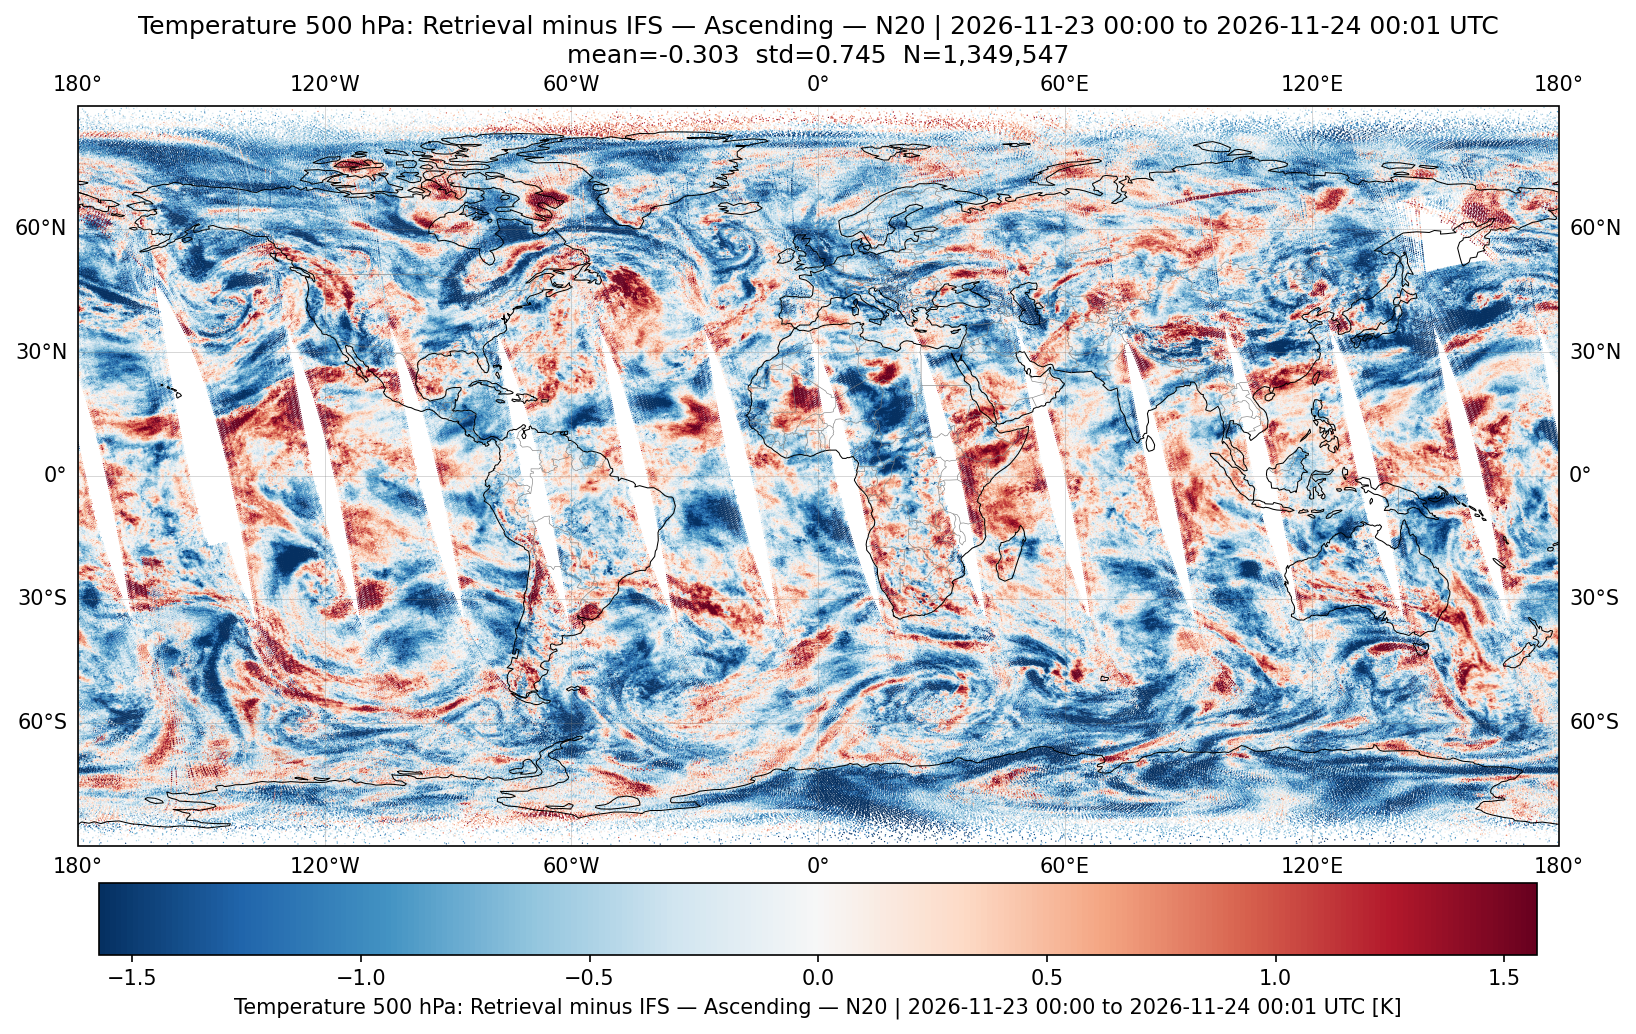 Temperature 500 hPa: Retrieval minus IFS — Ascending — N20 | 2026-11-23 00:00 to 2026-11-24 00:01 UTC
mean=-0.303  std=0.745  N=1,349,547
180° 120°W 60°W 0° 60°E 120°E 180°
60°N 60°N
30°N 30°N
0° 0°
30°S 30°S
60°S 60°S
180° 120°W 60°W 0° 60°E 120°E 180°
−1.5 −1.0 −0.5 0.0 0.5 1.0 1.5
Temperature 500 hPa: Retrieval minus IFS — Ascending — N20 | 2026-11-23 00:00 to 2026-11-24 00:01 UTC [K]